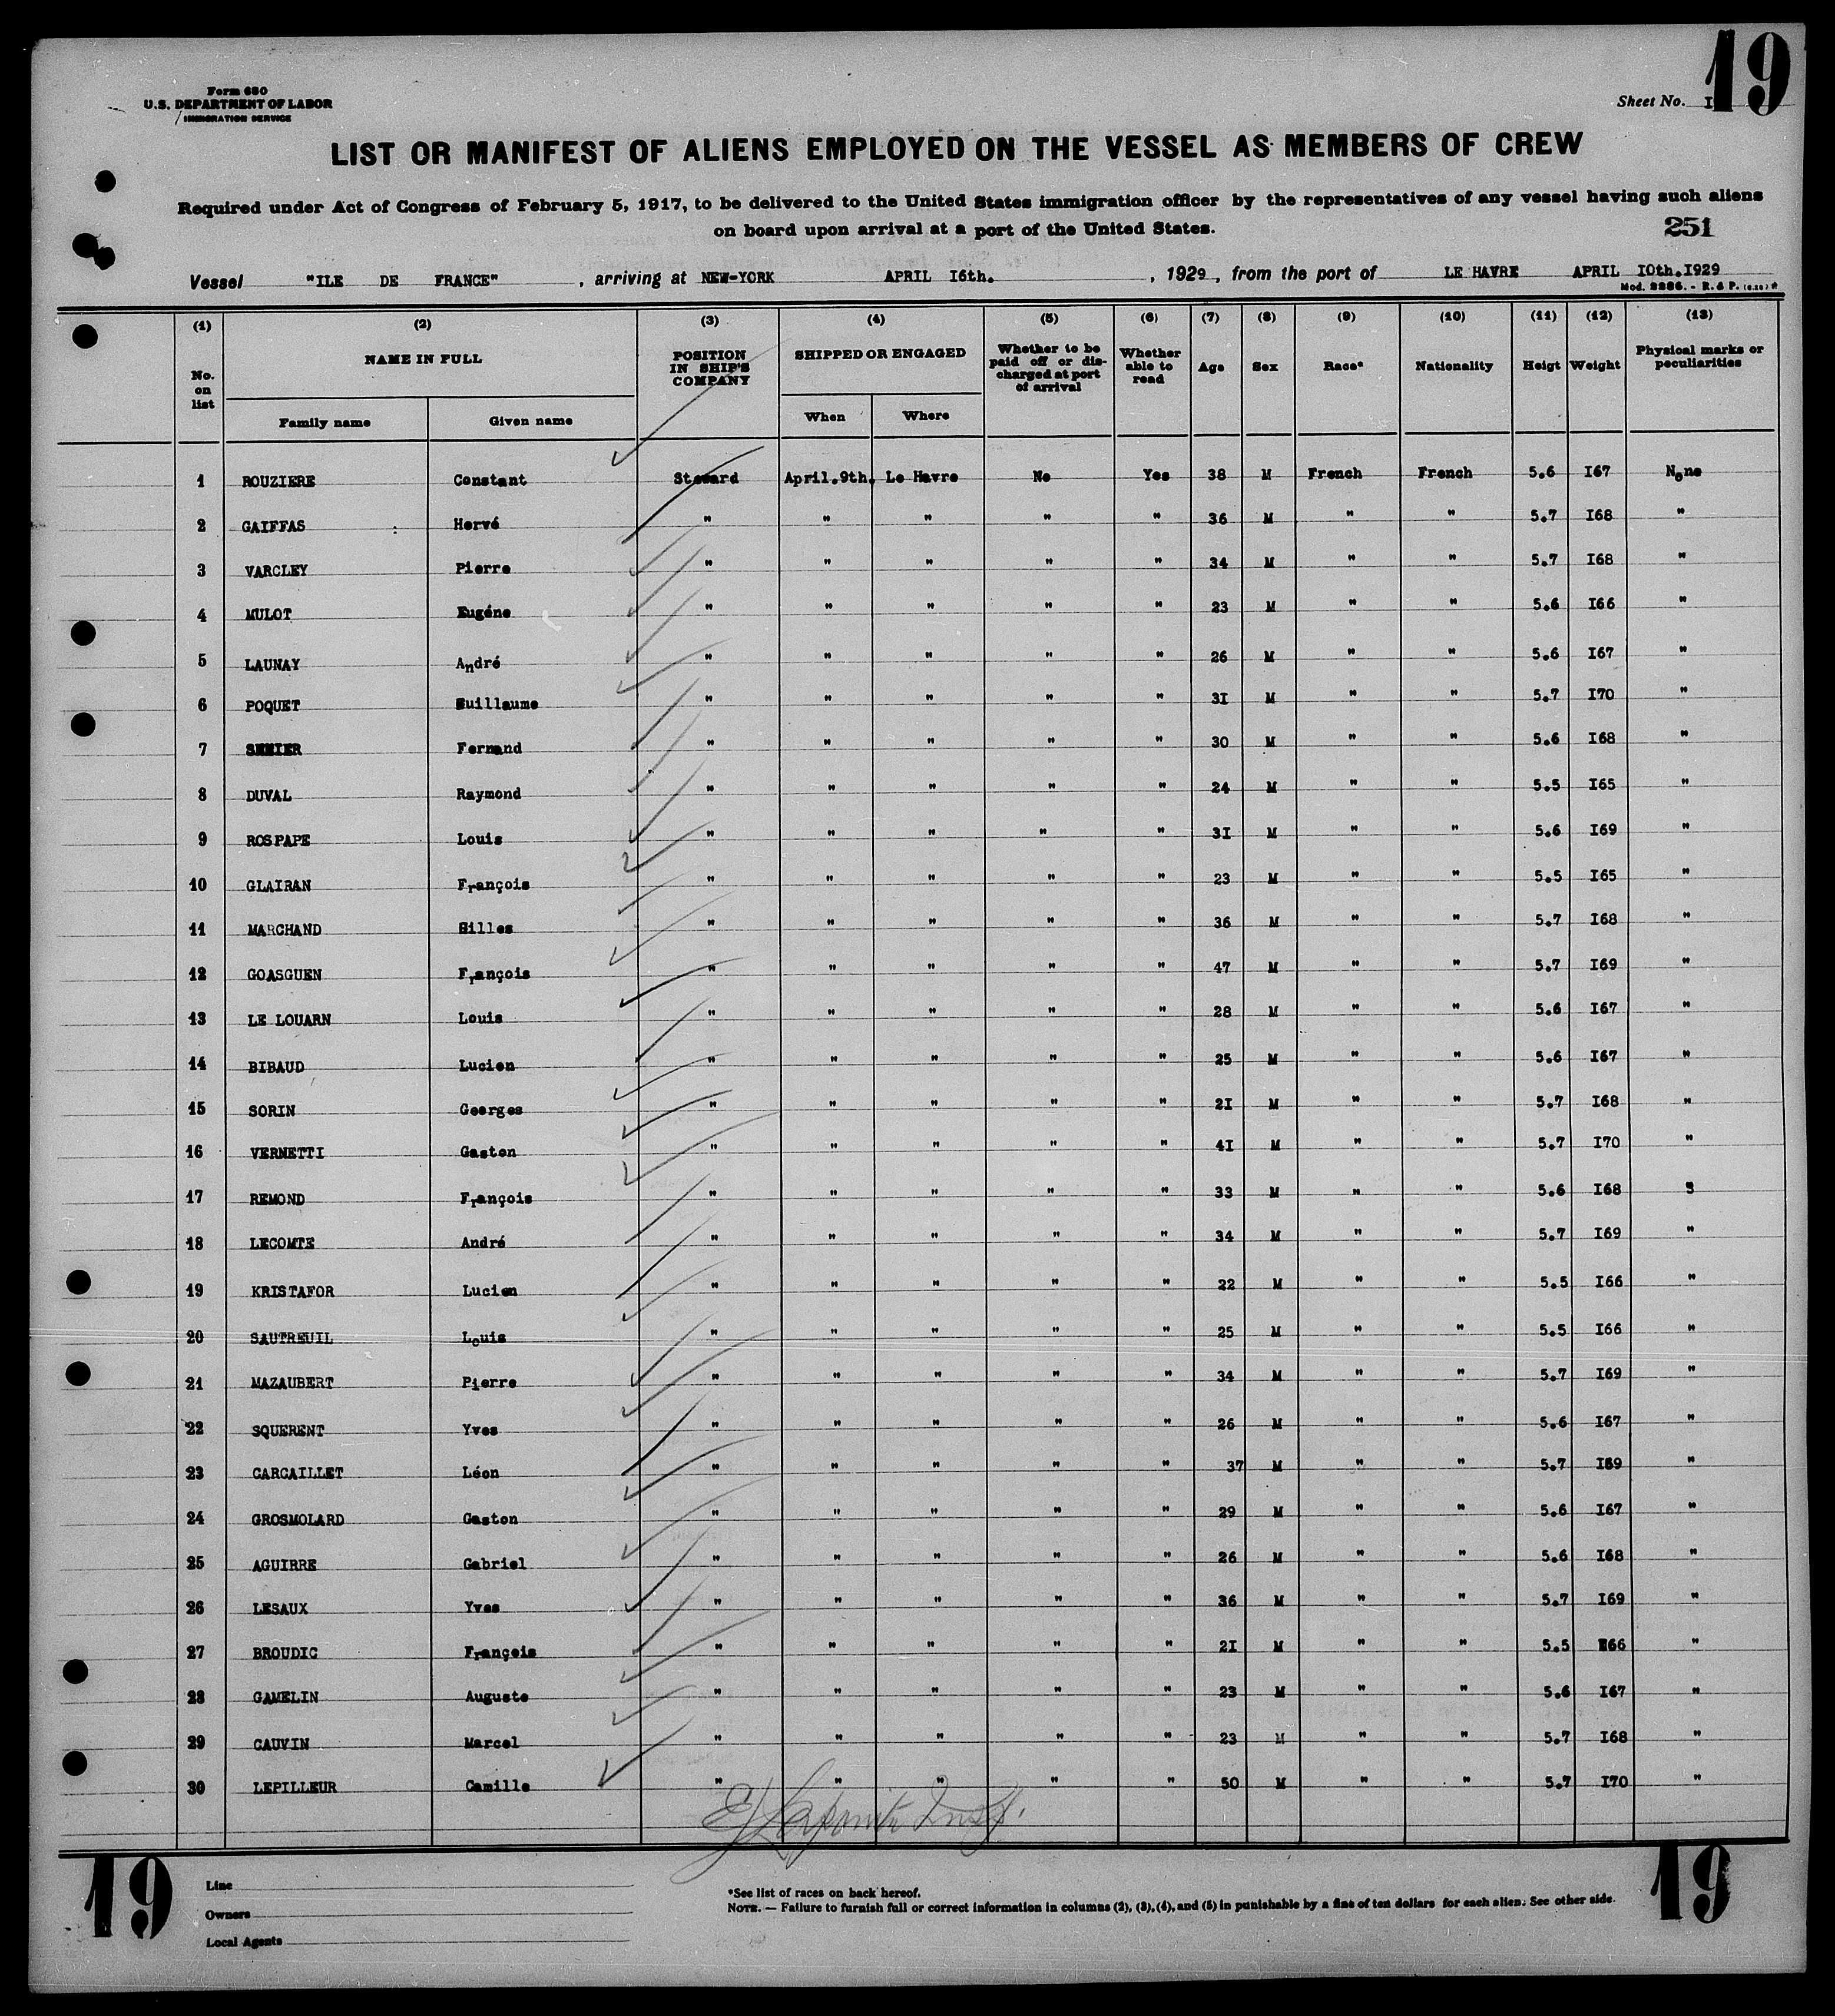 19
Form 680
U.S. DEPARTMENT OF LABOR
IMMIGRATION SERVICE
Sheet No. I
LIST OR MANIFEST OF ALIENS EMPLOYED ON THE VESSEL AS MEMBERS OF CREW
Required under Act of Congress of February 5, 1917, to be delivered to the United States immigration officer by the representatives of any vessel having such aliens
on board upon arrival at a port of the United States.
251
Vessel "ILE DE FRANCE" , arriving at NEW-YORK APRIL I6th. , 1929 , from the port of LE HAVRE APRIL IOth.I929
Mod. 2286. - R. & P.
(1) (2) (3) (4) (5) (6) (7) (8) (9) (10) (11) (12) (13)
No. on list NAME IN FULL POSITION IN SHIP'S COMPANY SHIPPED OR ENGAGED Whether to be paid off or discharged at port of arrival Whether able to read Age Sex Race* Nationality Heigt Weight Physical marks or peculiarities
Family name Given name When Where
1 ROUZIERE Constant Steward April.9th. Le Havre No Yes 38 M French French 5.6 I67 None
2 GAIFFAS : Hervé " " " " " 36 M " " 5.7 I68 "
3 VARCLEY Pierre " " " " " 34 M " " 5.7 I68 "
4 MULOT Eugéne " " " " " 23 M " " 5.6 I66 "
5 LAUNAY André " " " " " 26 M " " 5.6 I67 "
6 POQUET Guillaume " " " " " 3I M " " 5.7 I70 "
7 Fernand " " " " " 30 M " " 5.6 I68 "
8 DUVAL Raymond " " " " " 24 M " " 5.5 I65 "
9 ROSPAPE Louis " " " " " 3I M " " 5.6 I69 "
10 GLAIRAN François " " " " " 23 M " " 5.5 I65 "
11 MARCHAND Gilles " " " " " 36 M " " 5.7 I68 "
12 GOASGUEN François " " " " " 47 M " " 5.7 I69 "
13 LE LOUARN Louis " " " " " 28 M " " 5.6 I67 "
14 BIBAUD Lucien " " " " " 25 M " " 5.6 I67 "
15 SORIN Georges " " " " " 2I M " " 5.7 I68 "
16 VERNETTI Gaston " " " " " 4I M " " 5.7 I70 "
17 REMOND François " " " " " 33 M " " 5.6 I68 3
18 LECOMTE André " " " " " 34 M " " 5.7 I69 "
19 KRISTAFOR Lucien " " " " " 22 M " " 5.5 I66 "
20 SAUTREUIL Louis " " " " " 25 M " " 5.5 I66 "
21 MAZAUBERT Pierre " " " " " 34 M " " 5.7 I69 "
22 SQUERENT Yves " " " " " 26 M " " 5.6 I67 "
23 CARCAILLET Léon " " " " " 37 M " " 5.7 I69 "
24 GROSMOLARD Gaston " " " " " 29 M " " 5.6 I67 "
25 AGUIRRE Gabriel " " " " " 26 M " " 5.6 I68 "
26 LESAUX Yves " " " " " 36 M " " 5.7 I69 "
27 BROUDIC François " " " " " 2I M " " 5.5 I66 "
28 GAMELIN Auguste " " " " " 23 M " " 5.6 I67 "
29 CAUVIN Marcel " " " " " 23 M " " 5.7 I68 "
30 LEPILLEUR Camille " " " " " 50 M " " 5.7 I70 "
19
Line
Owners
Local Agents
*See list of races on back hereof.
NOTE. — Failure to furnish full or correct information in columns (2), (3), (4), and (5) in punishable by a fine of ten dollars for each alien. See other side.
19